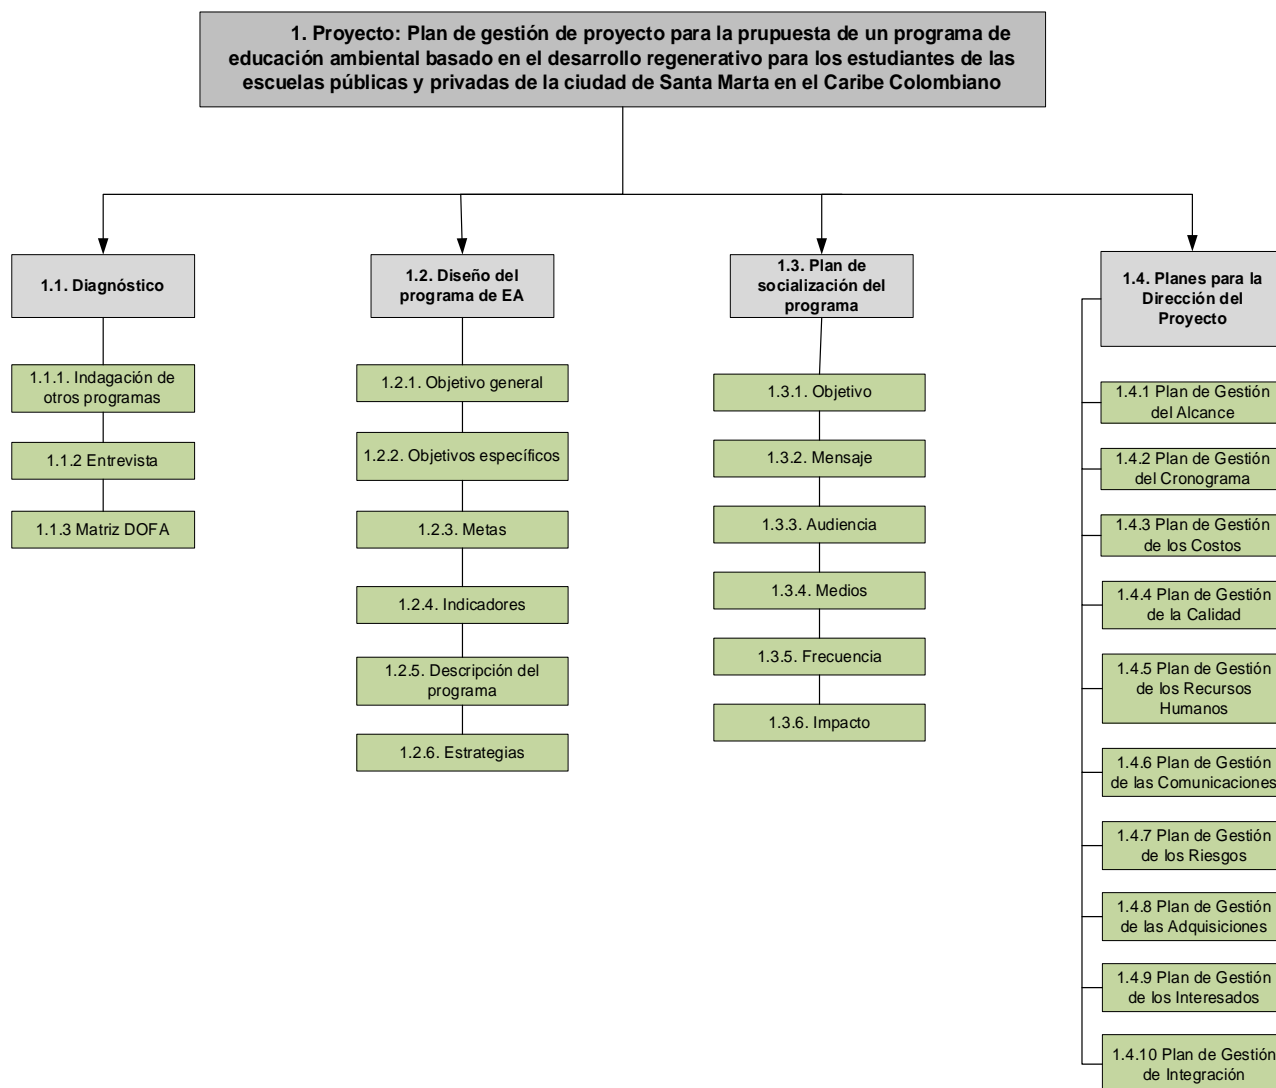 1. Proyecto: Plan de gestión de proyecto para la prupuesta de un programa de
educación ambiental basado en el desarrollo regenerativo para los estudiantes de las
escuelas públicas y privadas de la ciudad de Santa Marta en el Caribe Colombiano
1.1. Diagnóstico
1.1.1. Indagación de
otros programas
1.1.2 Entrevista
1.1.3 Matriz DOFA
1.2. Diseño del
programa de EA
1.2.1. Objetivo general
1.2.2. Objetivos específicos
1.2.3. Metas
1.2.4. Indicadores
1.2.5. Descripción del
programa
1.2.6. Estrategias
1.3. Plan de
socialización del
programa
1.3.1. Objetivo
1.3.2. Mensaje
1.3.3. Audiencia
1.3.4. Medios
1.3.5. Frecuencia
1.3.6. Impacto
1.4. Planes para la
Dirección del
Proyecto
1.4.1 Plan de Gestión
del Alcance
1.4.2 Plan de Gestión
del Cronograma
1.4.3 Plan de Gestión
de los Costos
1.4.4 Plan de Gestión
de la Calidad
1.4.5 Plan de Gestión
de los Recursos
Humanos
1.4.6 Plan de Gestión
de las Comunicaciones
1.4.7 Plan de Gestión
de los Riesgos
1.4.8 Plan de Gestión
de las Adquisiciones
1.4.9 Plan de Gestión
de los Interesados
1.4.10 Plan de Gestión
de Integración